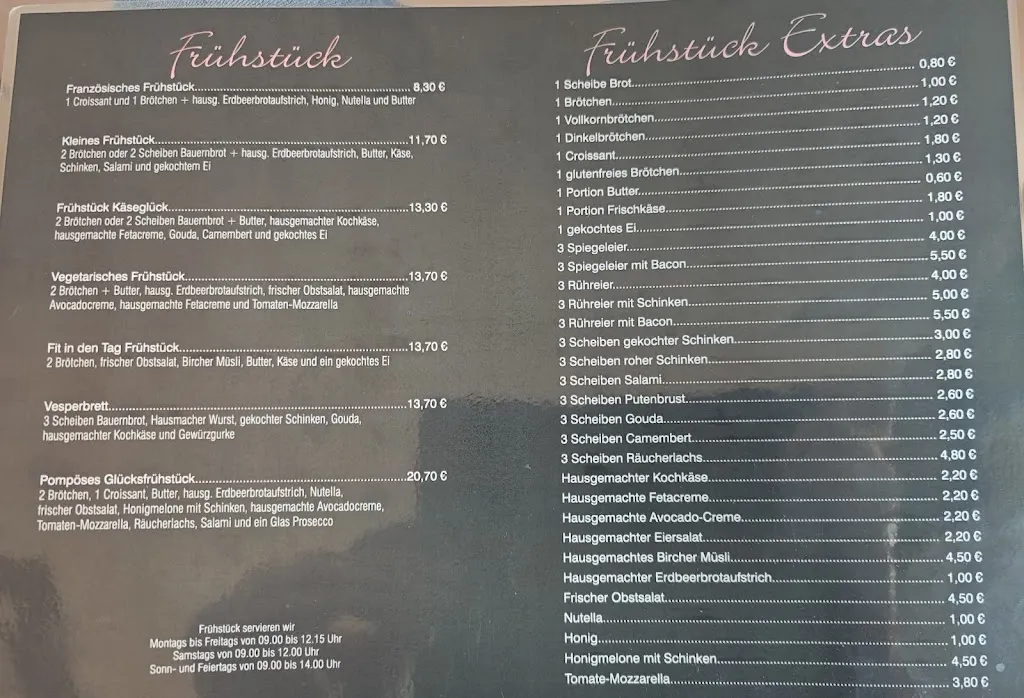 Frühstück
Französisches Frühstück........ 8,30 €
1 Croissant und 1 Brötchen + hausg. Erdbeerbrotaufstrich, Honig, Nutella und Butter
Kleines Frühstück........11,70 €
2 Brötchen oder 2 Scheiben Bauernbrot + hausg. Erdbeerbrotaufstrich, Butter, Käse,
Schinken, Salami und gekochtem Ei
Frühstück Käseglück........13,30 €
2 Brötchen oder 2 Scheiben Bauernbrot + Butter, hausgemachter Kochkäse,
hausgemachte Fetacreme, Gouda, Camembert und gekochtes Ei
Vegetarisches Frühstück........13,70 €
2 Brötchen + Butter, hausg. Erdbeerbrotaufstrich, frischer Obstsalat, hausgemachte
Avocadocreme, hausgemachte Fetacreme und Tomaten-Mozzarella
Fit in den Tag Frühstück........13,70 €
2 Brötchen, frischer Obstsalat, Bircher Müsli, Butter, Käse und ein gekochtes Ei
Vesperbrett........13,70 €
3 Scheiben Bauernbrot, Hausmacher Wurst, gekochter Schinken, Gouda,
hausgemachter Kochkäse und Gewürzgurke
Pompöses Glücksfrühstück........20,70 €
2 Brötchen, 1 Croissant, Butter, hausg. Erdbeerbrotaufstrich, Nutella,
frischer Obstsalat, Honigmelone mit Schinken, hausgemachte Avocadocreme,
Tomaten-Mozzarella, Räucherlachs, Salami und ein Glas Prosecco
Frühstück servieren wir
Montags bis Freitags von 09.00 bis 12.15 Uhr
Samstags von 09.00 bis 12.00 Uhr
Sonn- und Feiertags von 09.00 bis 14.00 Uhr
Frühstück Extras
1 Scheibe Brot........ 0,80 €
1 Brötchen........ 1,00 €
1 Vollkornbrötchen........ 1,20 €
1 Dinkelbrötchen........ 1,20 €
1 Croissant........ 1,80 €
1 glutenfreies Brötchen........ 1,30 €
1 Portion Butter........ 0,60 €
1 Portion Frischkäse........ 1,80 €
1 gekochtes Ei........ 1,00 €
3 Spiegeleier........ 4,00 €
3 Spiegeleier mit Bacon........ 5,50 €
3 Rühreier........ 4,00 €
3 Rühreier mit Schinken........ 5,00 €
3 Rühreier mit Bacon........ 5,50 €
3 Scheiben gekochter Schinken........3,00 €
3 Scheiben roher Schinken........ 2,80 €
3 Scheiben Salami........ 2,80 €
3 Scheiben Putenbrust........ 2,60 €
3 Scheiben Gouda........ 2,60 €
3 Scheiben Camembert........ 2,50 €
3 Scheiben Räucherlachs........ 4,80 €
Hausgemachter Kochkäse........ 2,20 €
Hausgemachte Fetacreme........ 2,20 €
Hausgemachte Avocado-Creme........ 2,20 €
Hausgemachter Eiersalat........ 2,20 €
Hausgemachtes Bircher Müsli........ 4,50 €
Hausgemachter Erdbeerbrotaufstrich........ 1,00 €
Frischer Obstsalat........ 4,50 €
Nutella........ 1,00 €
Honig........ 1,00 €
Honigmelone mit Schinken........ 4,50 €
Tomate-Mozzarella........ 3,80 €